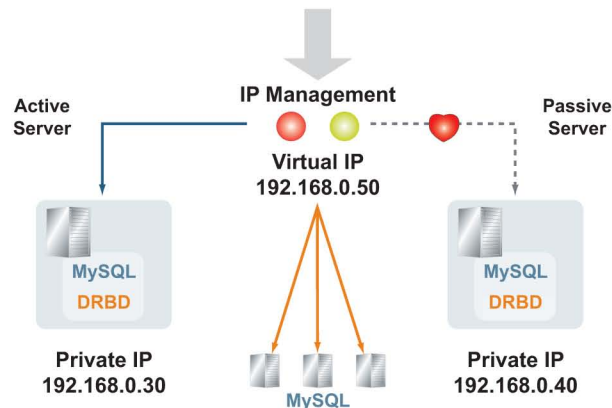 Active
Server
IP Management
Passive
Server
Virtual IP
192.168.0.50
MySQL
DRBD
MySQL
DRBD
Private IP
192.168.0.30
MySQL
Private IP
192.168.0.40